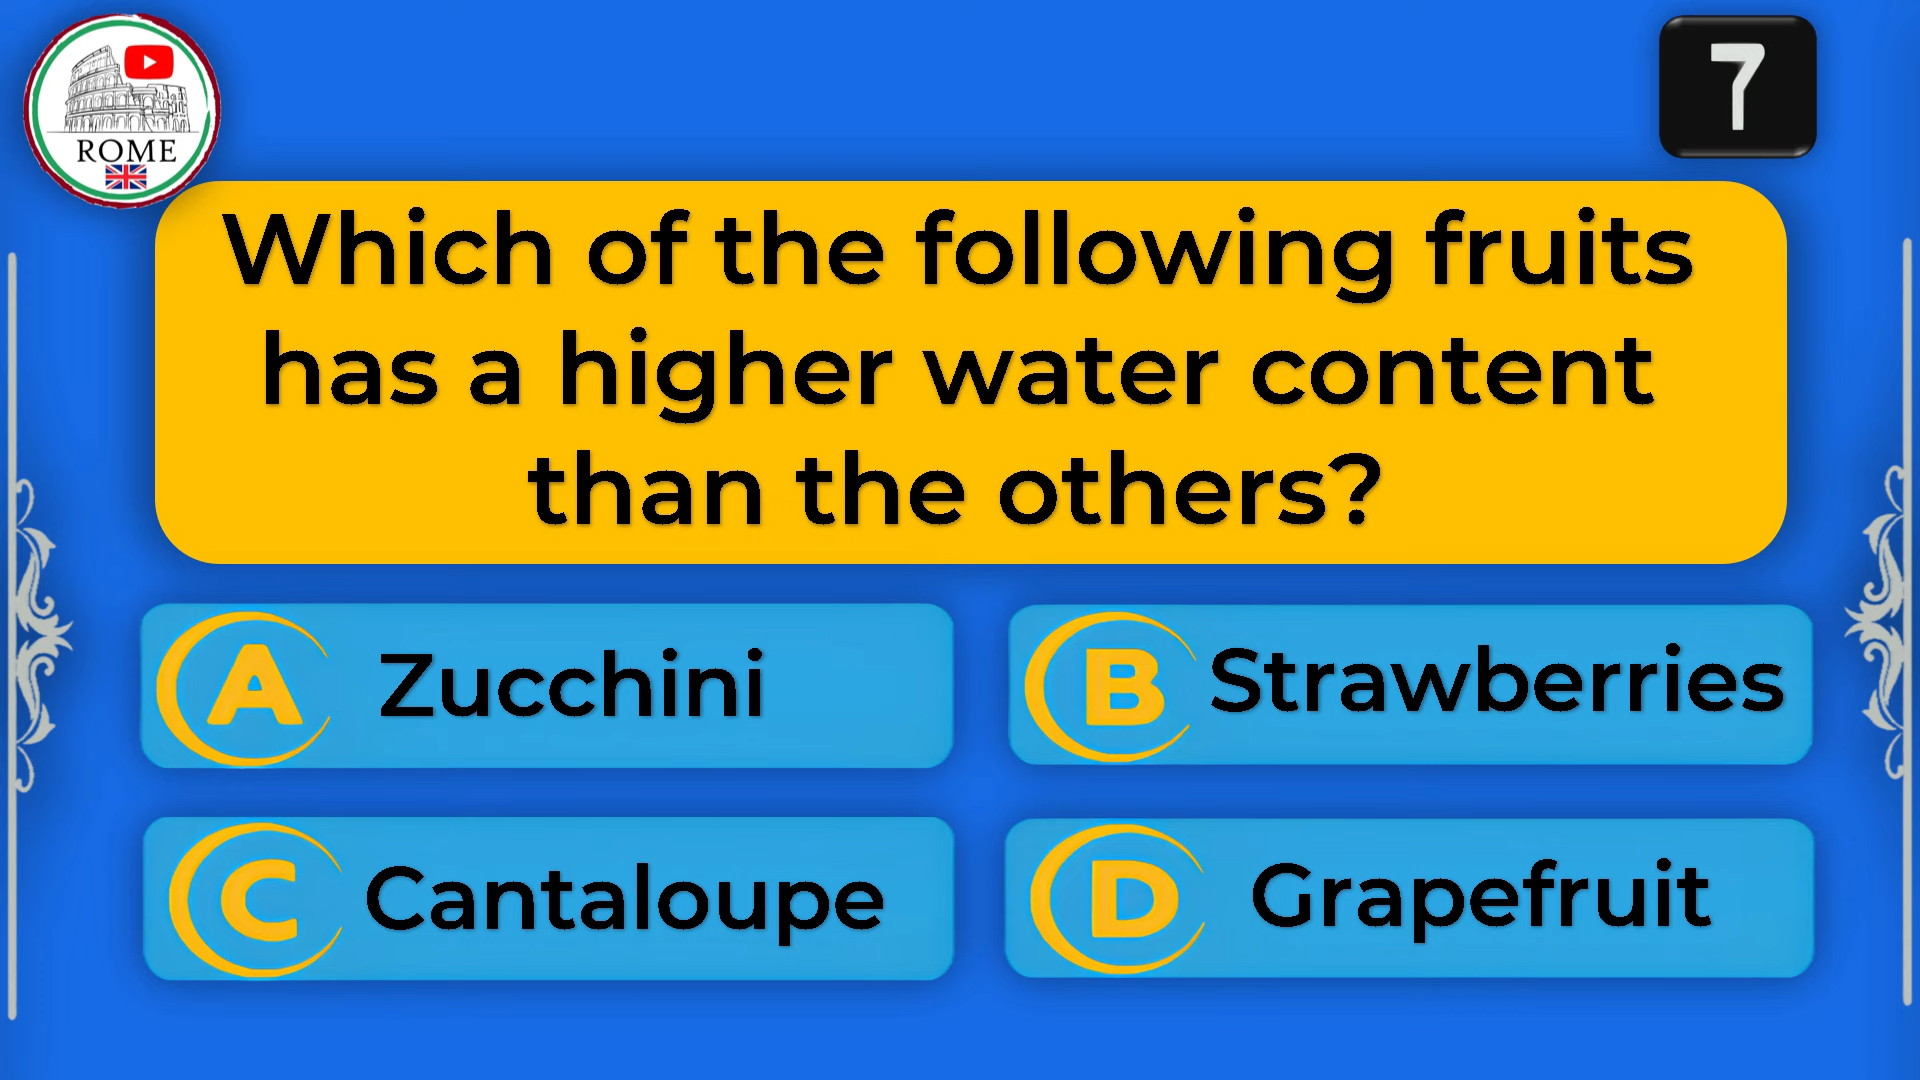 ROME
7
Which of the following fruits
has a higher water content
than the others?
A Zucchini
B Strawberries
C Cantaloupe
D Grapefruit